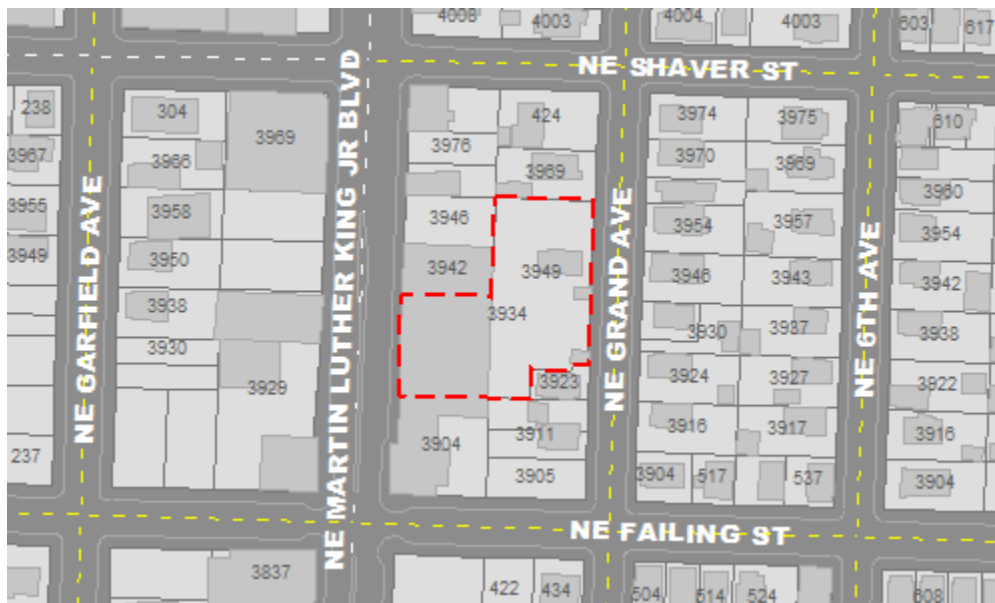 4008 4003 4004 4003 603 617
NE SHAVER ST
238 304 3969 424 3974 3975 610
3967 3966 3976 3969 3970 3969 3960
3955 3958 3946 3954 3957 3954
3949 3950 3942 3949 3946 3943 3942
3938 3934 3930 3937 3938
3930 3929 3923 3924 3927 3922
237 3904 3911 3916 3917 3916
3905 3904 517 537 3904
NE GARFIELD AVE
NE MARTIN LUTHER KING JR BLVD
NE GRAND AVE
NE 6TH AVE
NE FAILING ST
3837 422 434 504 514 524 608